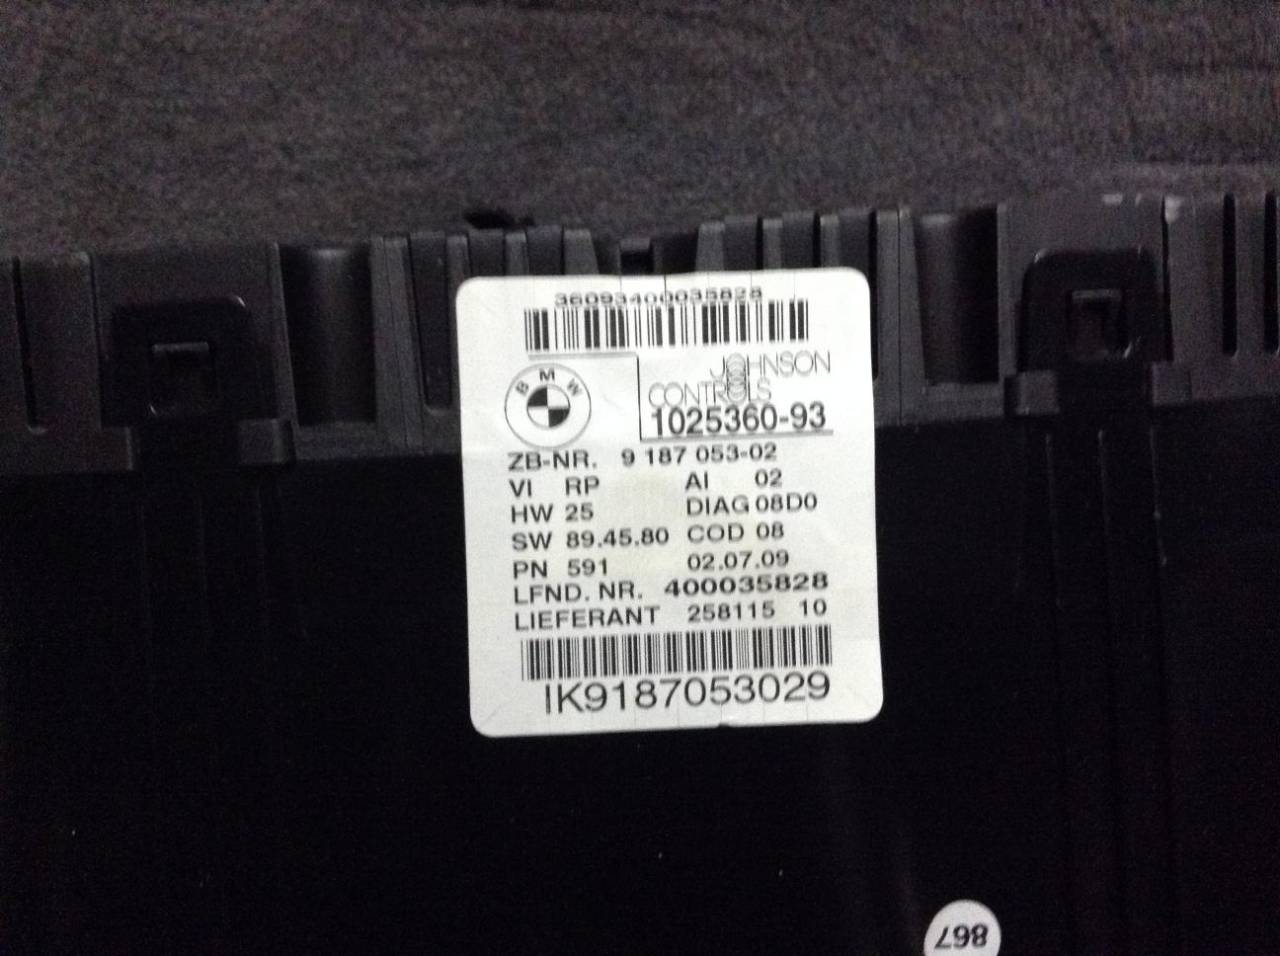 36093400035828
BMW
JOHNSON
CONTROLS
1025360-93
ZB-NR. 9 187 053-02
VI RP AI 02
HW 25 DIAG 08D0
SW 89.45.80 COD 08
PN 591 02.07.09
LFND. NR. 400035828
LIEFERANT 258115 10
IK9187053029
867